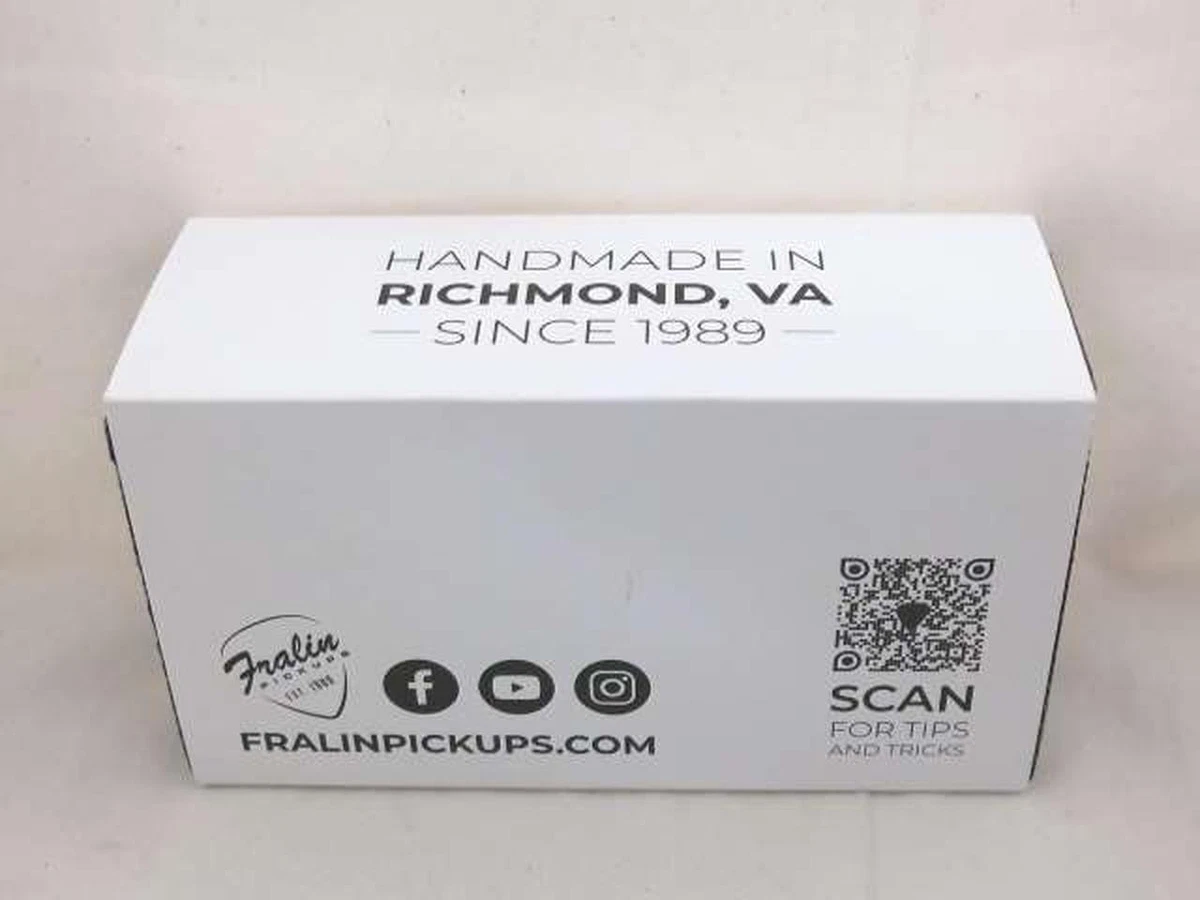 HANDMADE IN
RICHMOND, VA
SINCE 1989
Fralin
PICKUPS
EST. 1989
FRALINPICKUPS.COM
SCAN
FOR TIPS
AND TRICKS